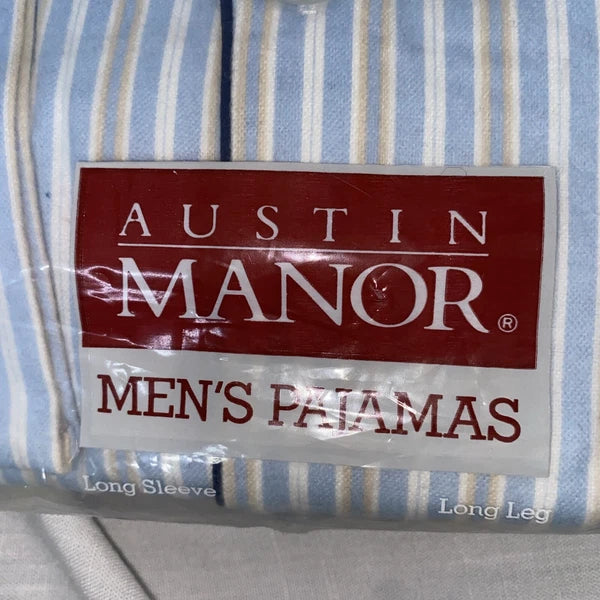 AUSTIN
MANOR®
MEN'S PAJAMAS
Long Sleeve
Long Leg